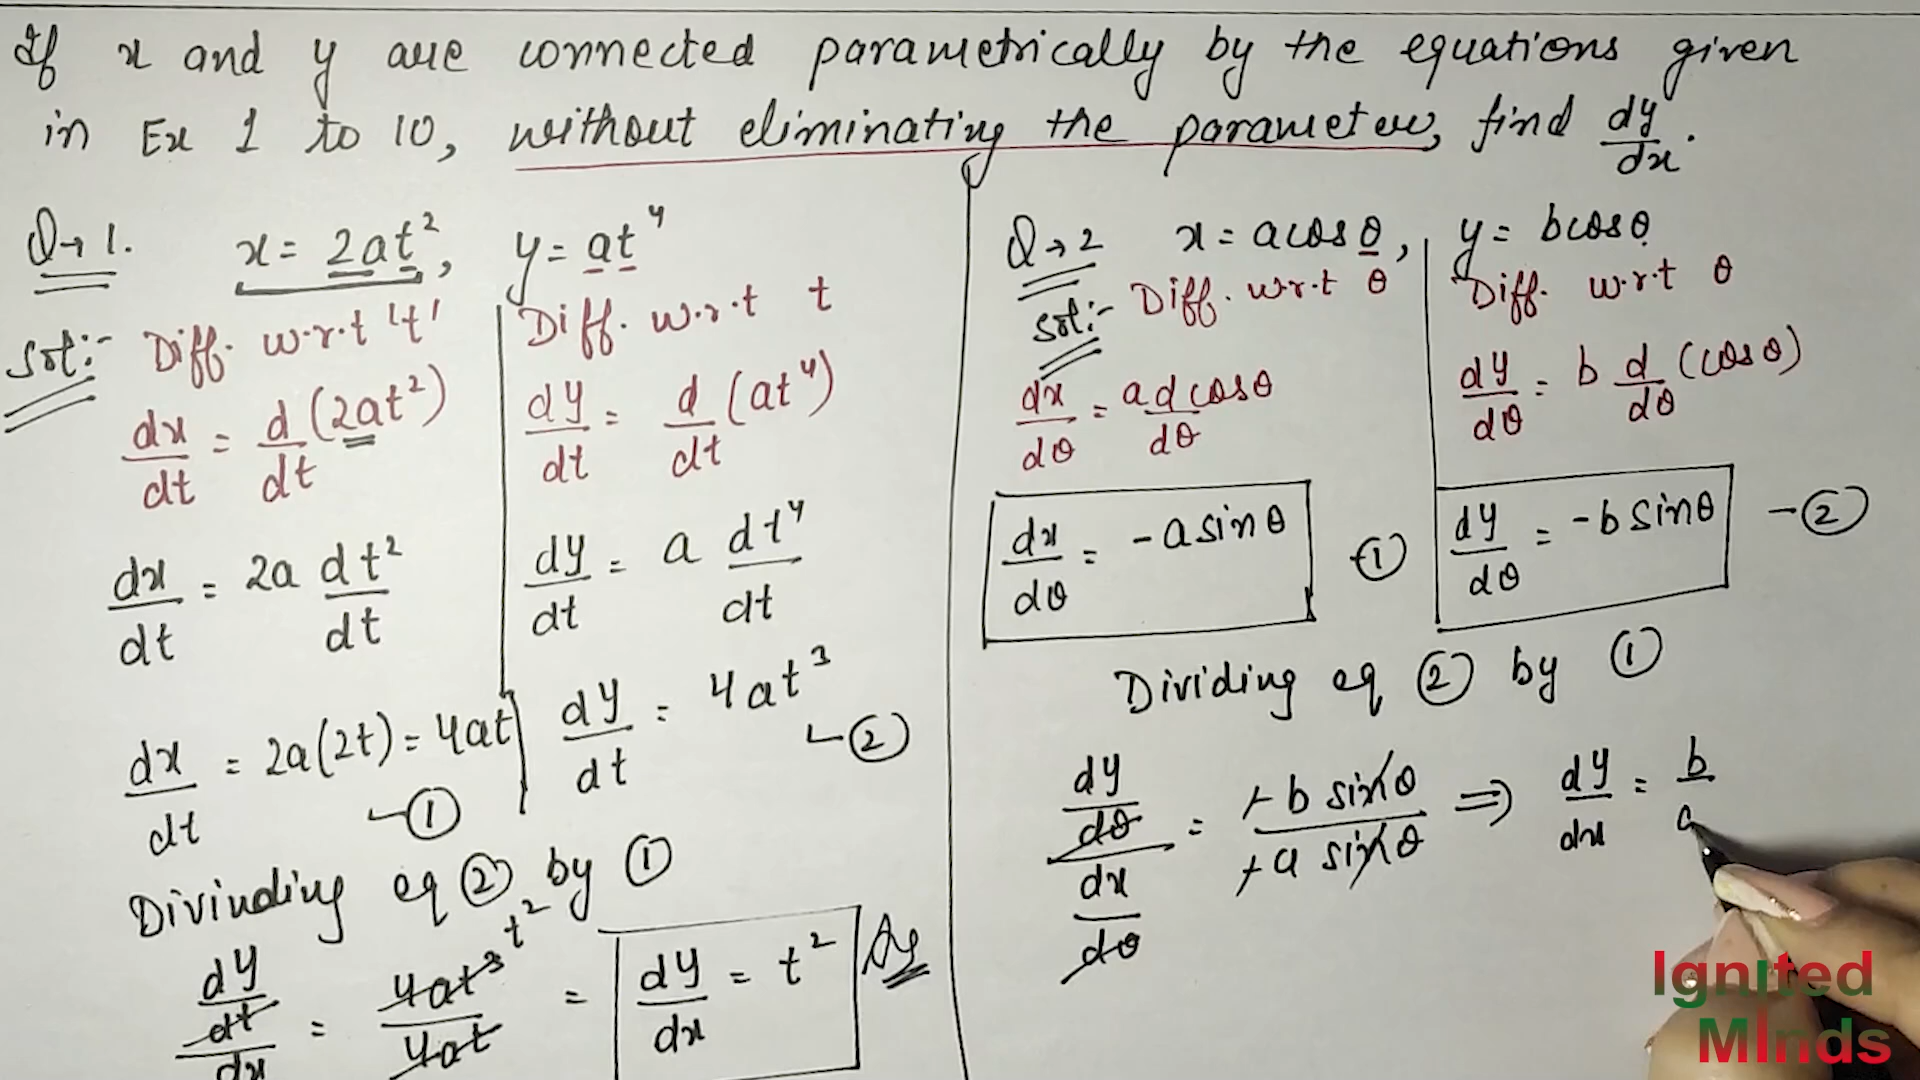 If x and y are connected parametrically by the equations given
in Ex 1 to 10, without eliminating the parameter, find dy/dx.
Q→1. x = 2at², y = at⁴
Sol:- Diff. w.r.t 't'
dx/dt = d/dt (2at²)
dx/dt = 2a dt²/dt
dx/dt = 2a(2t) = 4at
①
Diff. w.r.t t
dy/dt = d/dt (at⁴)
dy/dt = a dt⁴/dt
dy/dt = 4at³
②
Divinding eq ② by ①
dy/dt / dx = 4at³/4at t² = dy/dx = t² Ans
Q→2 x = a cos θ, y = b cos θ
Sol:- Diff. w.r.t θ
dx/dθ = a d cos θ/dθ
dx/dθ = -a sin θ ①
Diff. w.r.t θ
dy/dθ = b d/dθ (cos θ)
dy/dθ = -b sin θ -②
Dividing eq ② by ①
dy/dθ / dx/dθ = -b sin θ / -a sin θ ⇒ dy/dx = b/a
Ignited
MInds